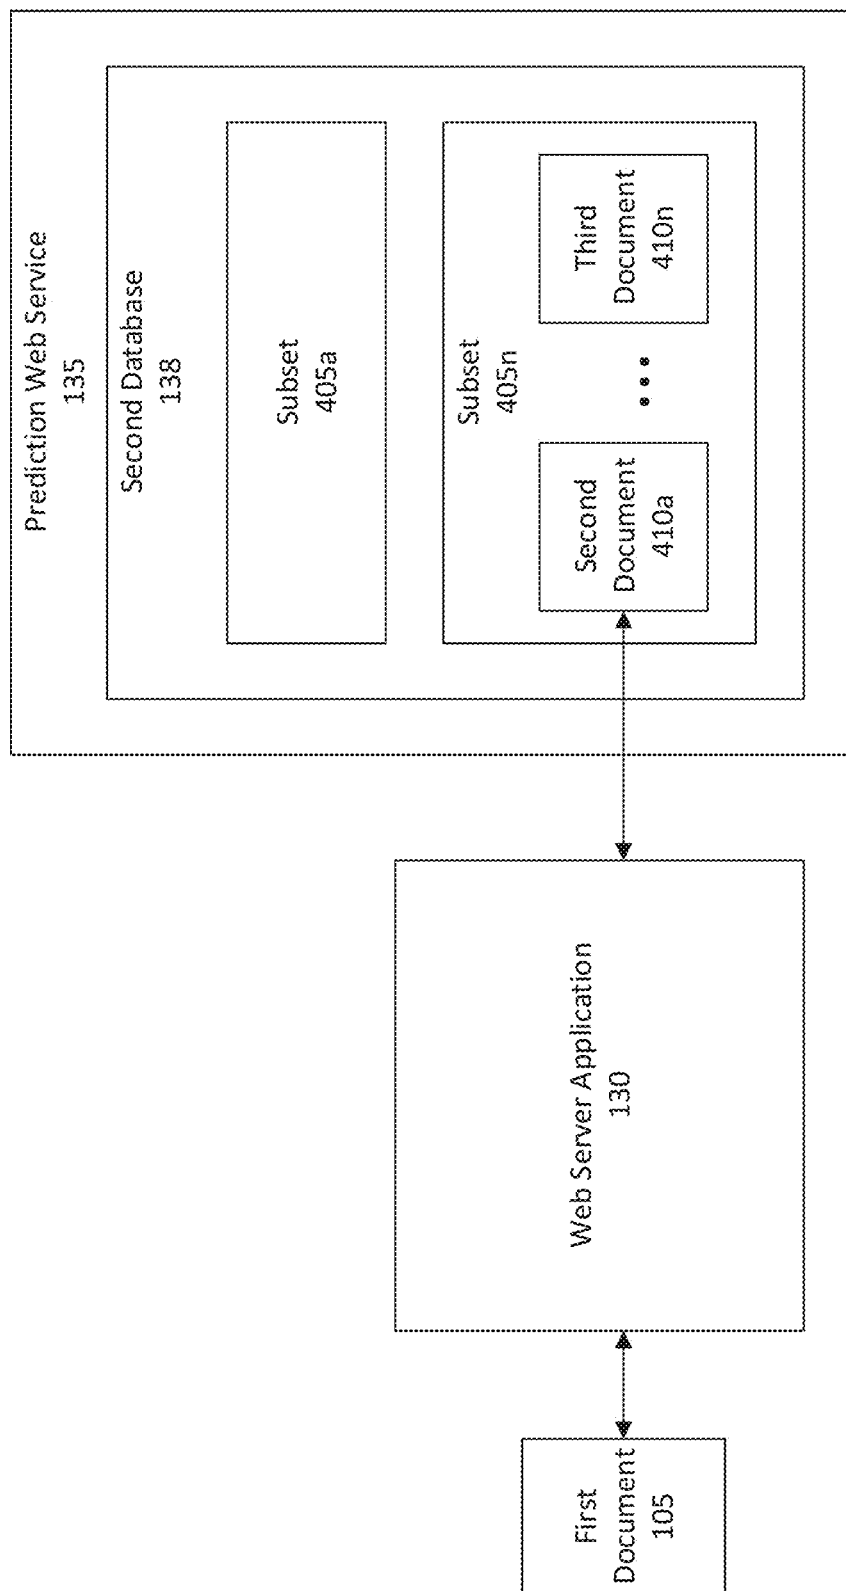 Prediction Web Service
135
Second Database
138
Subset
405a
Subset
405n
Second
Document
410a
Third
Document
410n
Web Server Application
130
First
Document
105